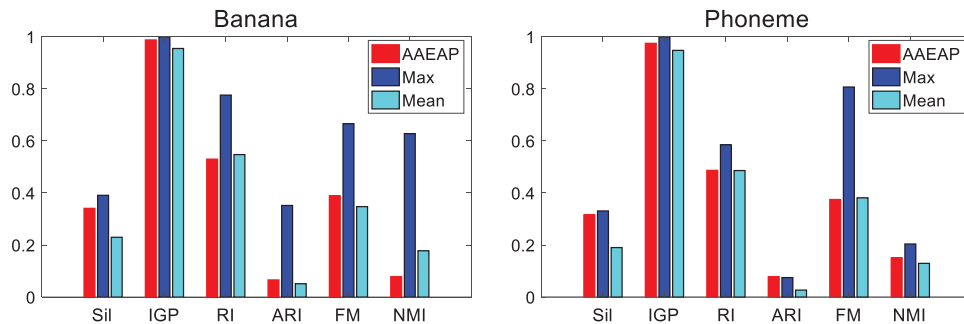 Banana
1
0.8
0.6
0.4
0.2
0
Sil IGP RI ARI FM NMI
AAEAP
Max
Mean
Phoneme
1
0.8
0.6
0.4
0.2
0
Sil IGP RI ARI FM NMI
AAEAP
Max
Mean